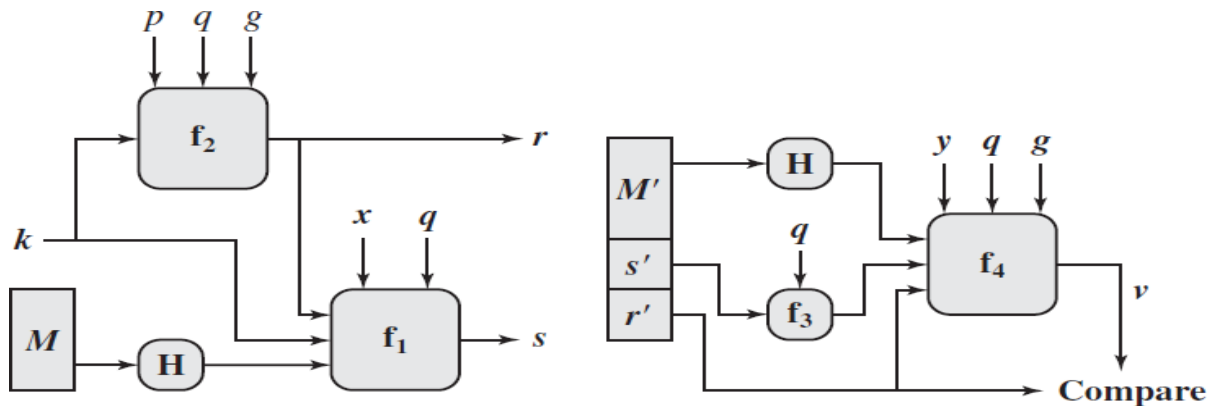 p q g
f₂
r
k
x q
M
H
f₁
s
M′
s′
r′
H
q
f₃
y q g
f₄
v
Compare